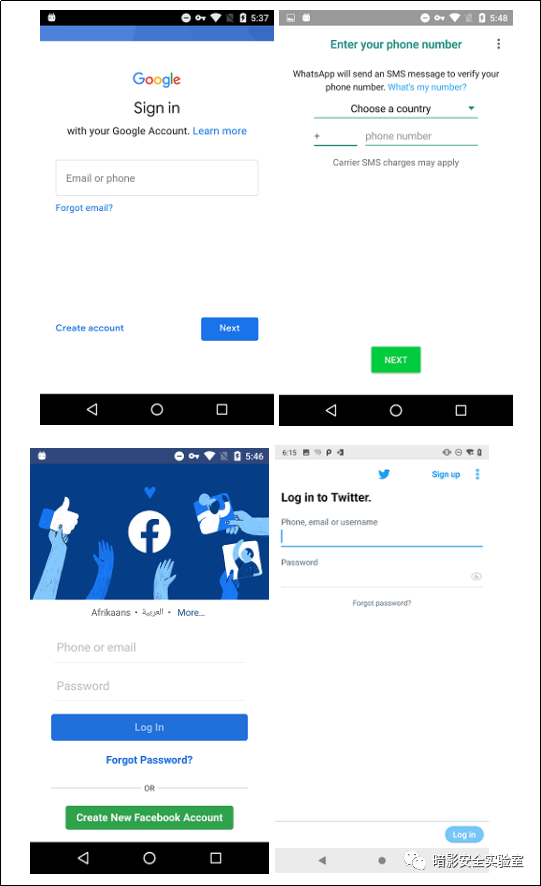 5:37
Google
Sign in
with your Google Account. Learn more
Email or phone
Forgot email?
Create account
Next
5:48
Enter your phone number
WhatsApp will send an SMS message to verify your
phone number. What's my number?
Choose a country
+ phone number
Carrier SMS charges may apply
NEXT
5:46
Afrikaans • العربية • More...
Phone or email
Password
Log In
Forgot Password?
OR
Create New Facebook Account
6:15
Sign up
Log in to Twitter.
Phone, email or username
Password
Forgot password?
Log in
暗影安全实验室